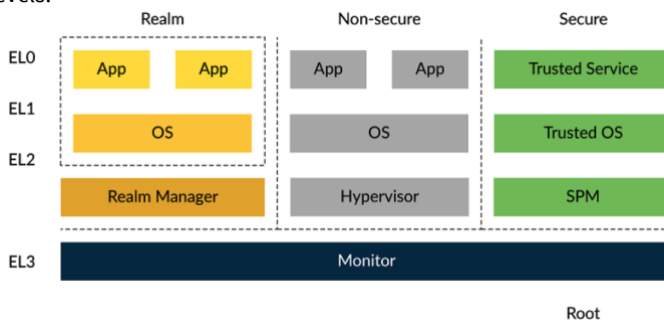 evels.
Realm Non-secure Secure
EL0
App App App App Trusted Service
EL1
OS OS Trusted OS
EL2
Realm Manager Hypervisor SPM
EL3
Monitor
Root